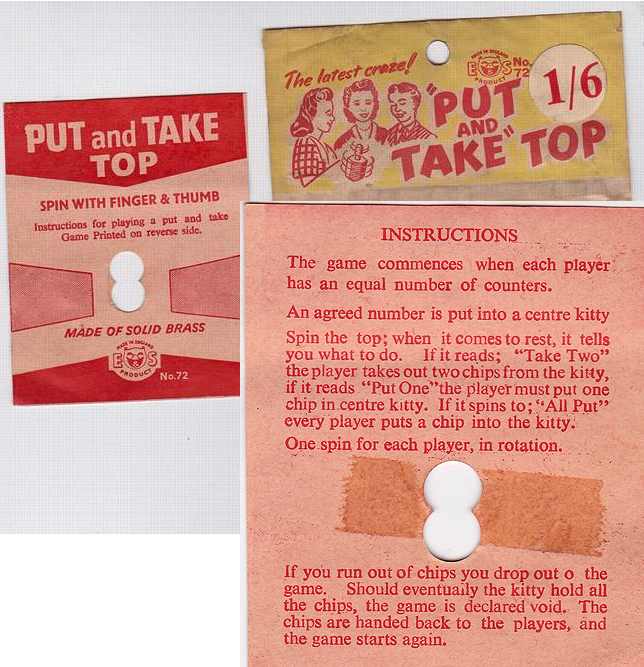 PUT and TAKE
TOP
SPIN WITH FINGER & THUMB
Instructions for playing a put and take
Game Printed on reverse side.
MADE OF SOLID BRASS
MADE IN ENGLAND
E S
PRODUCT
No.72
The latest craze!
MADE IN ENGLAND
E S
PRODUCT
No.
72
1/6
"PUT
AND
TAKE" TOP
INSTRUCTIONS
The game commences when each player
has an equal number of counters.
An agreed number is put into a centre kitty
Spin the top; when it comes to rest, it tells
you what to do. If it reads; "Take Two"
the player takes out two chips from the kitty,
if it reads "Put One"the player must put one
chip in centre kitty. If it spins to; "All Put"
every player puts a chip into the kitty.
One spin for each player, in rotation.
If you run out of chips you drop out o the
game. Should eventually the kitty hold all
the chips, the game is declared void. The
chips are handed back to the players, and
the game starts again.